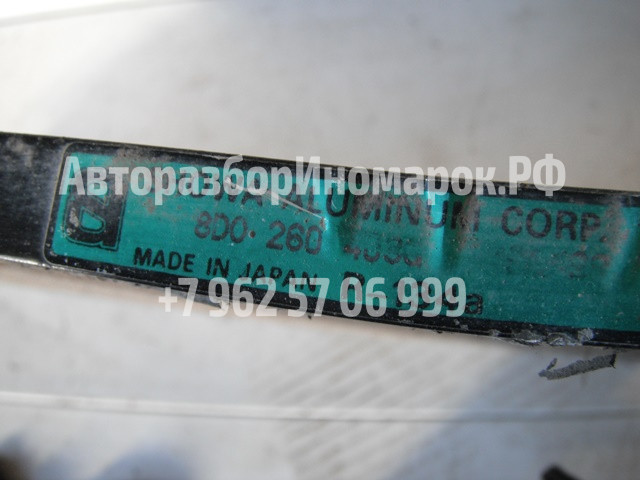 АвторазборИномарок.РФ
ALUMINUM CORP.
8D0·260
MADE IN JAPAN
+7 962 57 06 999